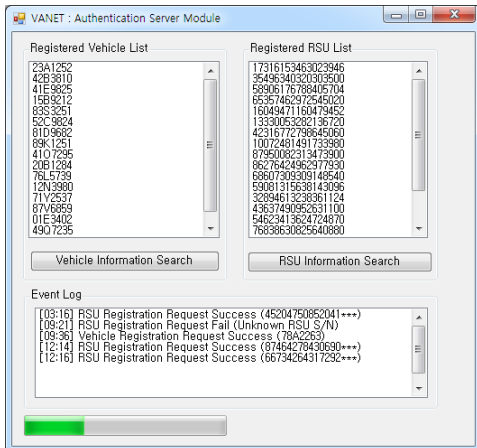 VANET : Authentication Server Module
Registered Vehicle List
23A1252
42B3810
41E9825
15B9212
83S3251
52C9824
81D9682
89K1251
41O7295
20B1284
76L5739
12N3980
71Y2537
87V6859
01E3402
49Q7235
Vehicle Information Search
Registered RSU List
17316153463023946
35496340320303500
58906176788405704
65357462972545020
16049471160479452
13330053282136720
42316772798645060
10072481491733980
87950082313473900
86276424962977930
68607309309148540
59081315638143096
32894613238361124
43637490952631100
54623413624724870
76838630825640880
RSU Information Search
Event Log
[03:16] RSU Registration Request Success (45204750852041***)
[09:21] RSU Registration Request Fail (Unknown RSU S/N)
[09:36] Vehicle Registration Request Success (78A2263)
[12:14] RSU Registration Request Success (87464278430690***)
[12:16] RSU Registration Request Success (66734264317292***)